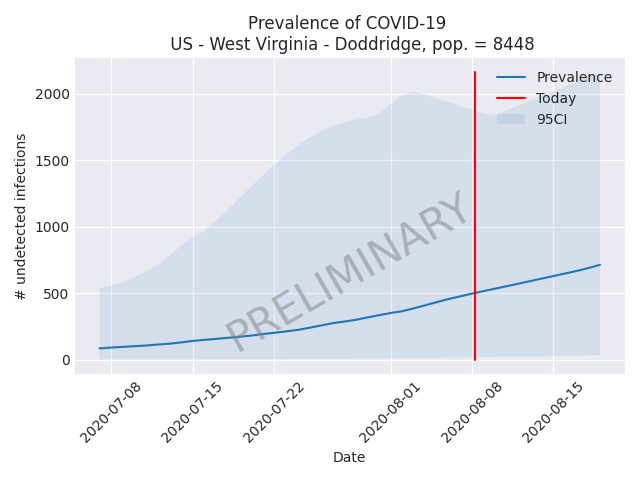 Prevalence of COVID-19
US - West Virginia - Doddridge, pop. = 8448
Prevalence
Today
95CI
PRELIMINARY
# undetected infections
2000
1500
1000
500
0
2020-07-08
2020-07-15
2020-07-22
2020-08-01
2020-08-08
2020-08-15
Date